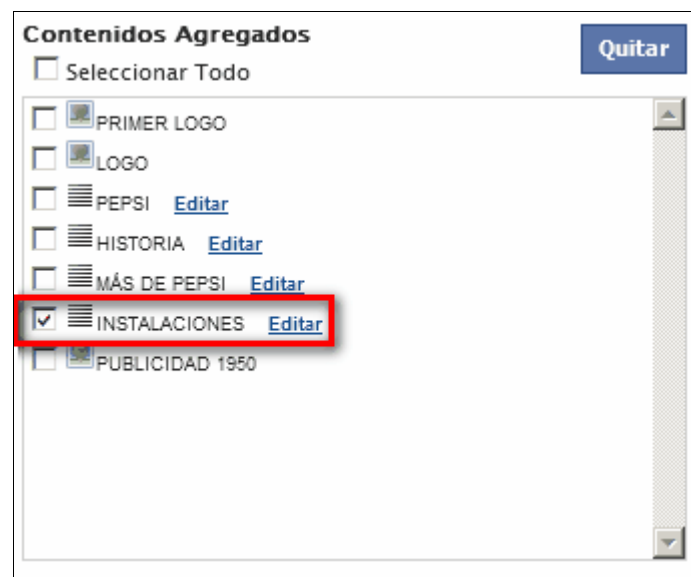 Contenidos Agregados
Quitar
Seleccionar Todo
PRIMER LOGO
LOGO
PEPSI Editar
HISTORIA Editar
MÁS DE PEPSI Editar
INSTALACIONES Editar
PUBLICIDAD 1950